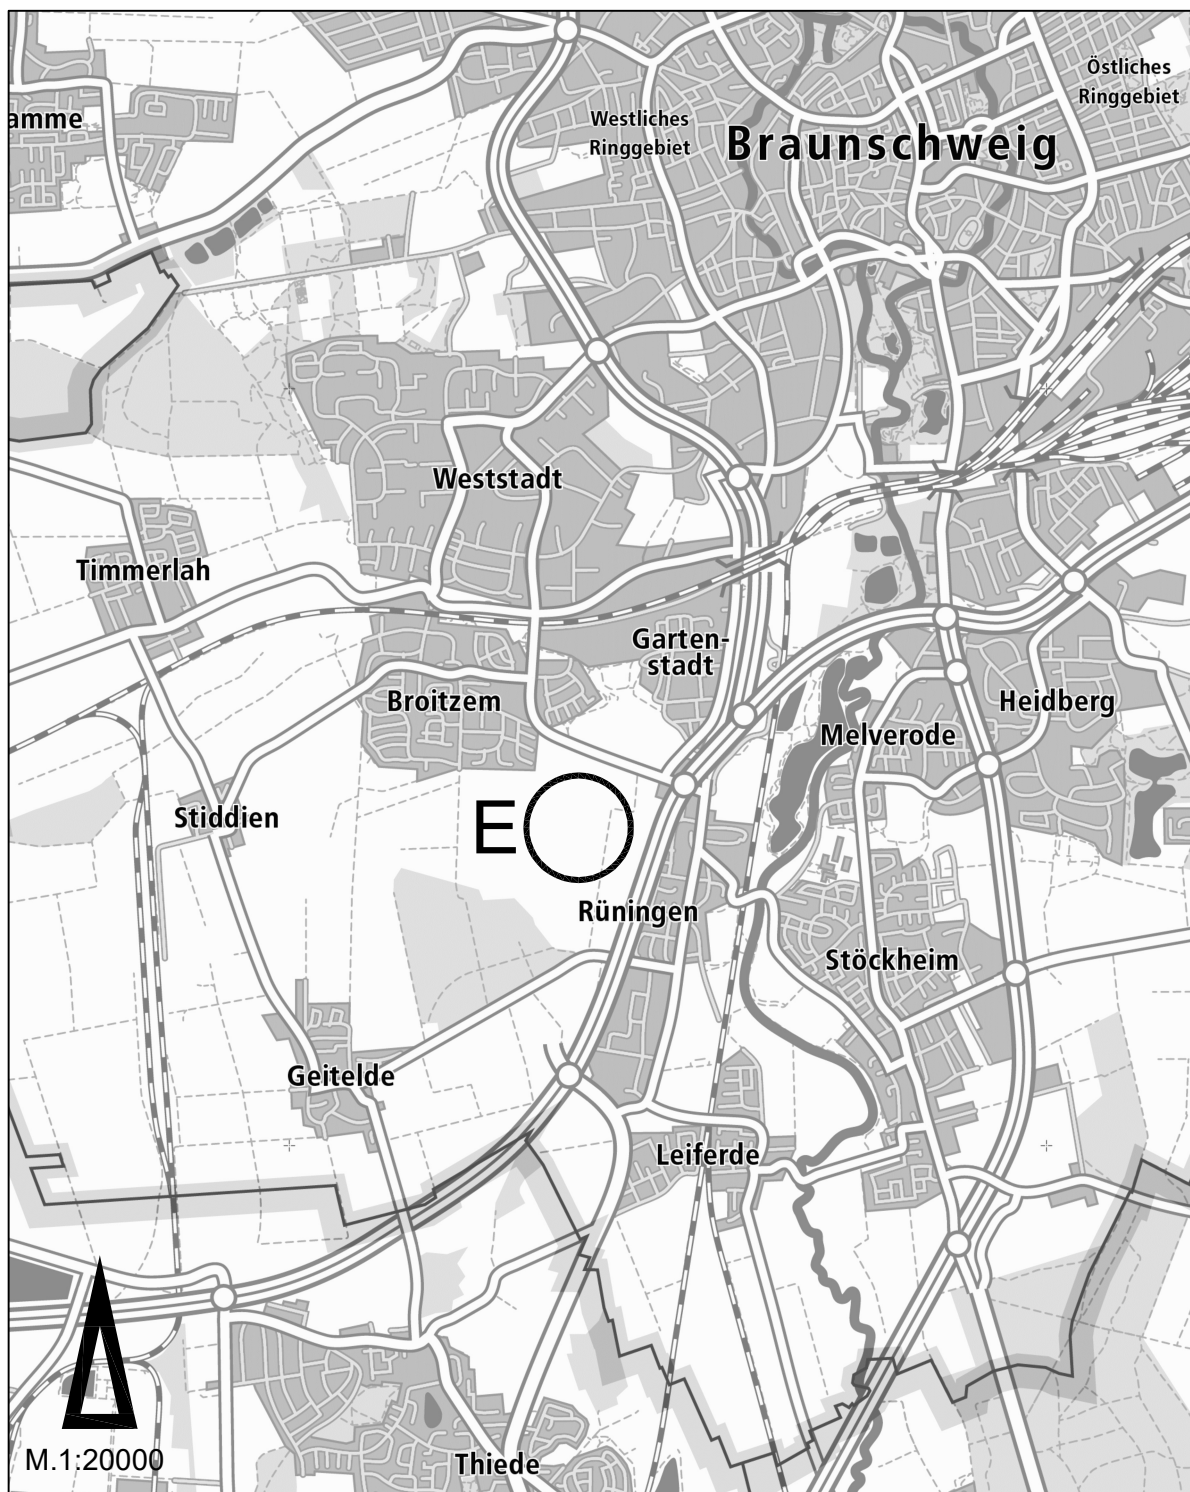 Östliches
Ringgebiet
amme
Westliches
Ringgebiet
Braunschweig
Weststadt
Timmerlah
Garten-
stadt
Broitzem
Heidberg
Melverode
Stiddien
E
Rüningen
Stöckheim
Geitelde
Leiferde
M.1:20000
Thiede